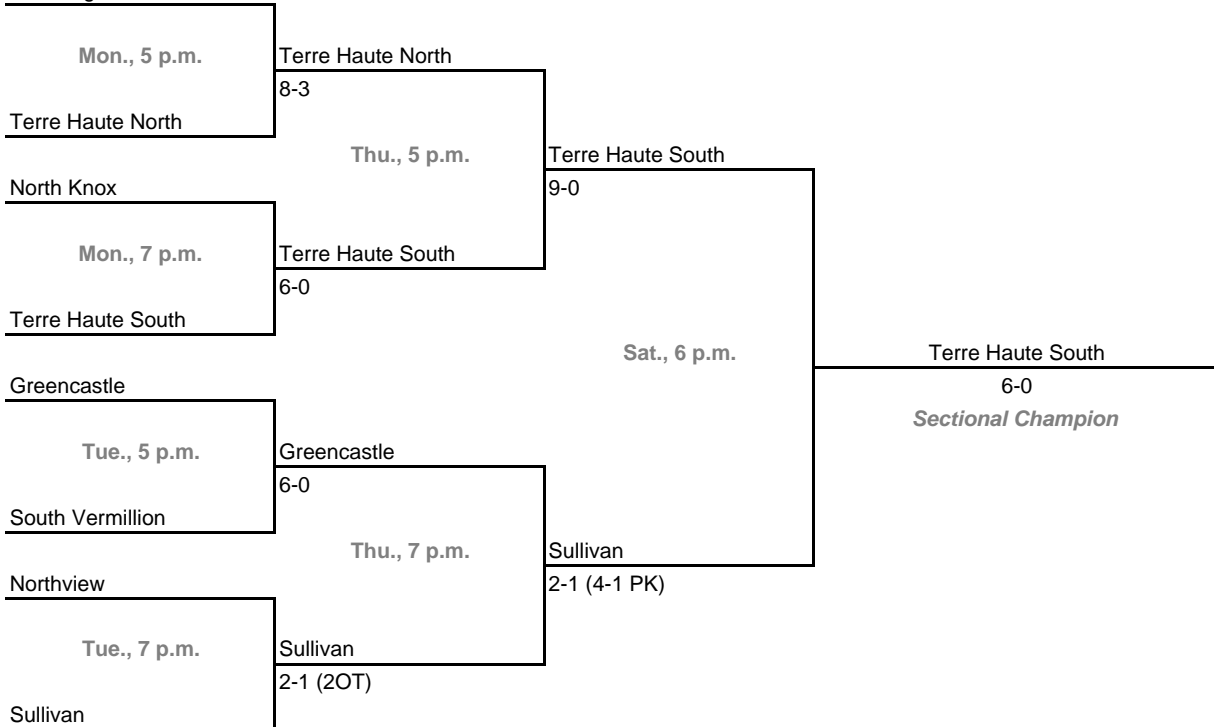 Mon., 5 p.m.
Terre Haute North
8-3
Terre Haute North
Thu., 5 p.m.
Terre Haute South
9-0
North Knox
Mon., 7 p.m.
Terre Haute South
6-0
Terre Haute South
Sat., 6 p.m.
Terre Haute South
6-0
Sectional Champion
Greencastle
Tue., 5 p.m.
Greencastle
6-0
South Vermillion
Thu., 7 p.m.
Sullivan
2-1 (4-1 PK)
Northview
Tue., 7 p.m.
Sullivan
2-1 (2OT)
Sullivan